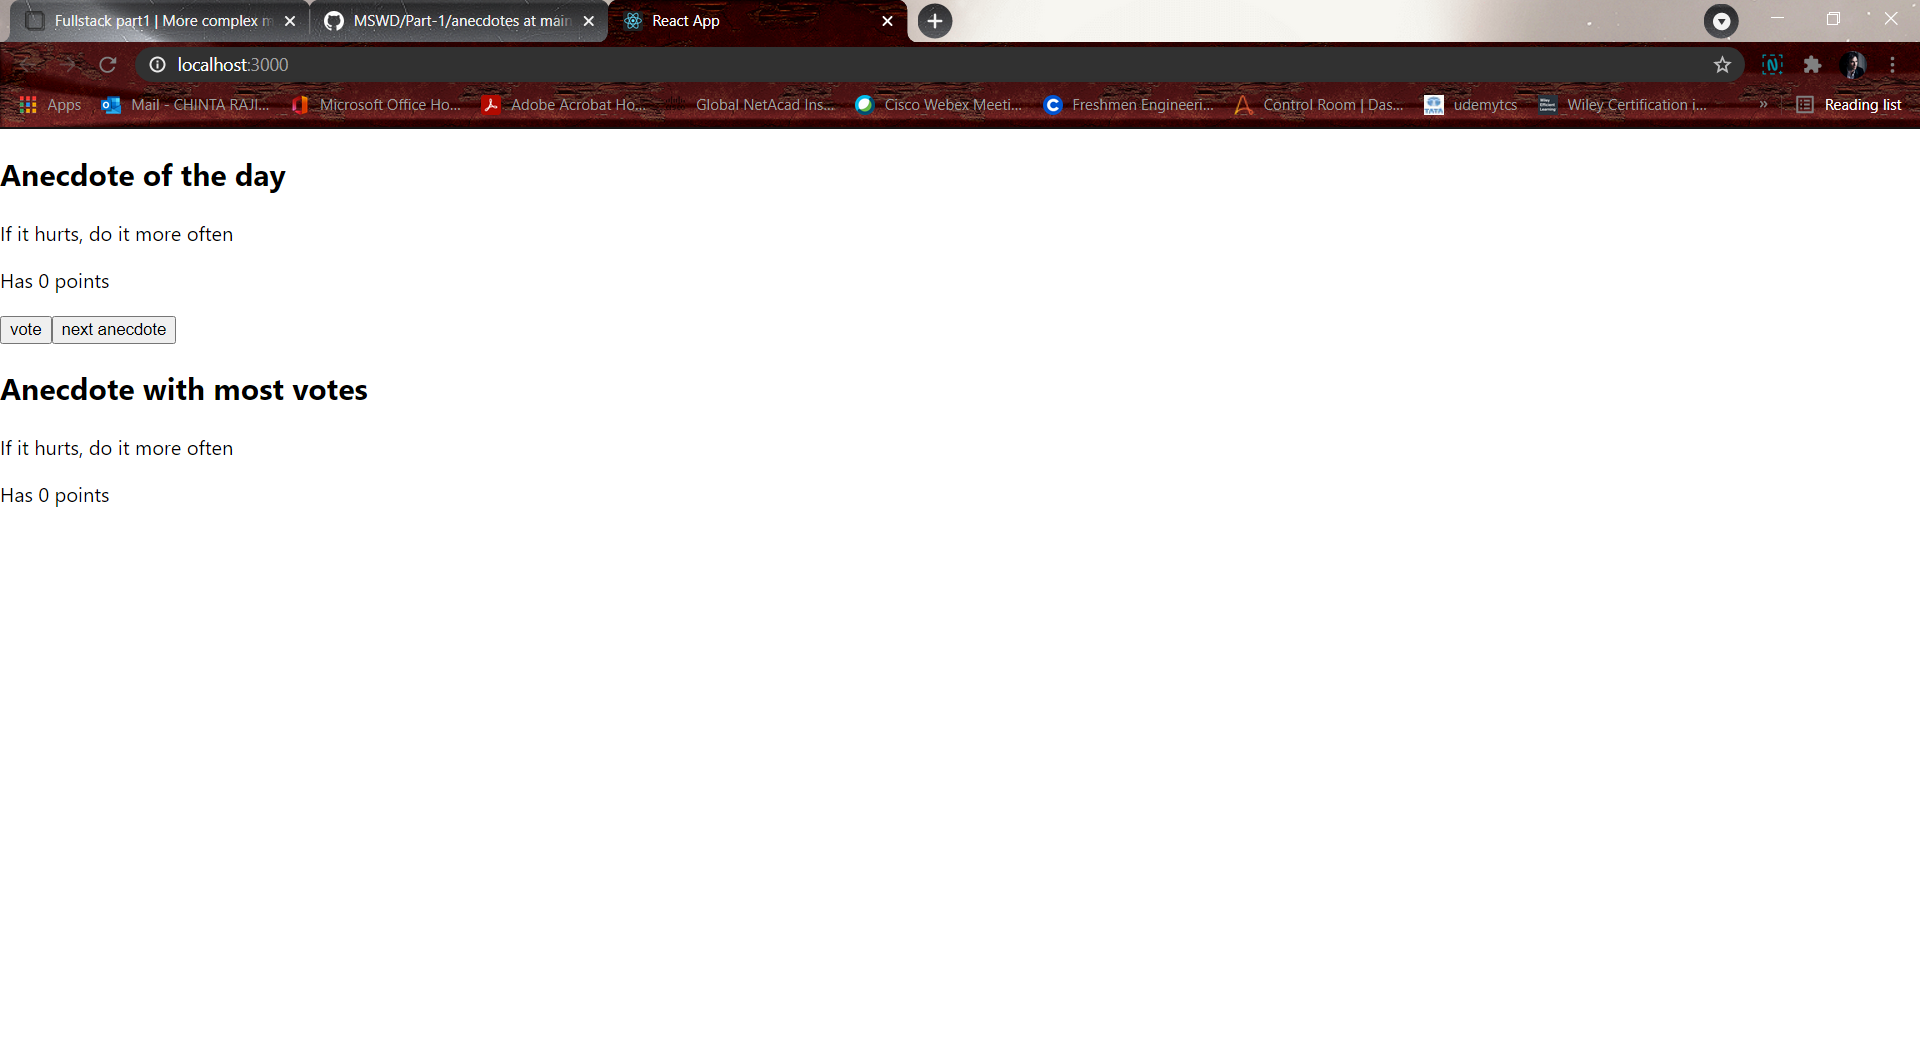 Fullstack part1 | More complex m
MSWD/Part-1/anecdotes at main
React App
localhost:3000
Apps
Mail - CHINTA RAJI...
Microsoft Office Ho...
Adobe Acrobat Ho...
Global NetAcad Ins...
Cisco Webex Meeti...
Freshmen Engineeri...
Control Room | Das...
udemytcs
Wiley Certification i...
»
Reading list
Anecdote of the day
If it hurts, do it more often
Has 0 points
vote next anecdote
Anecdote with most votes
If it hurts, do it more often
Has 0 points